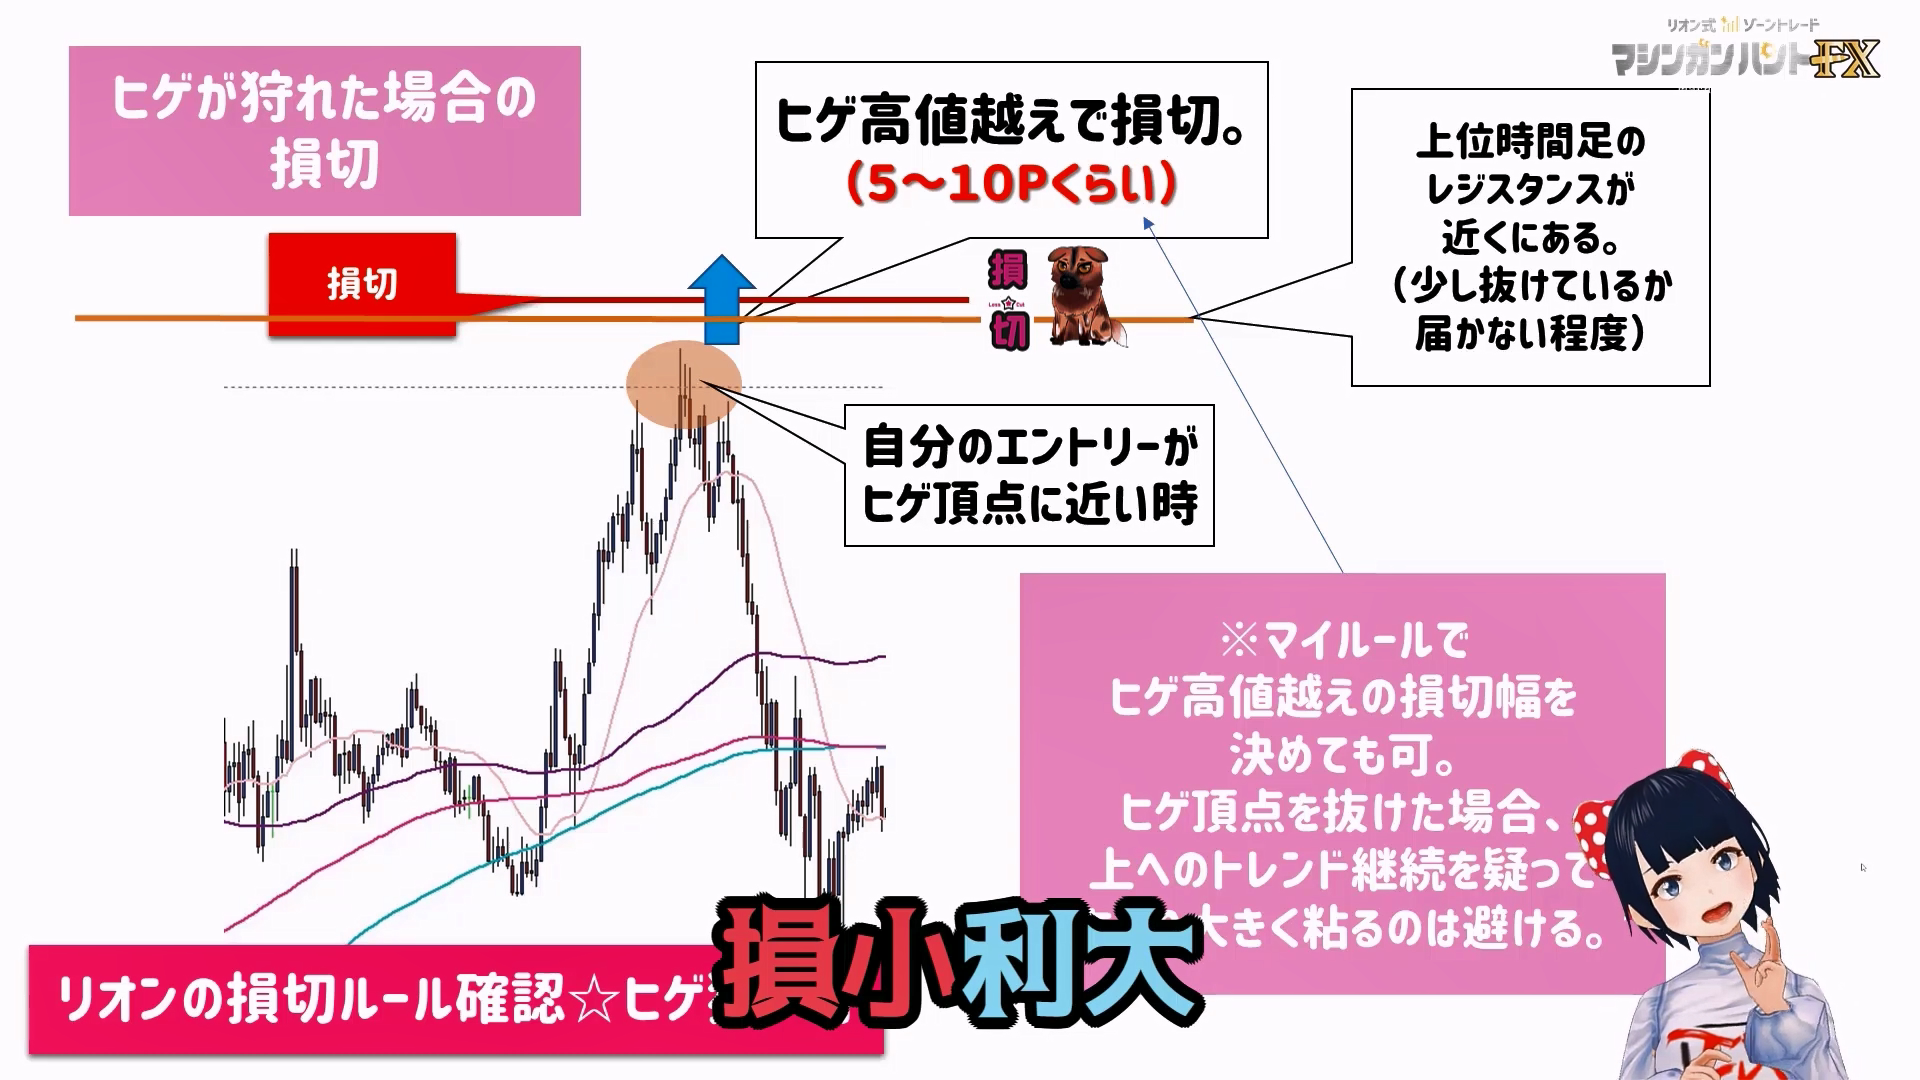 リオン式 ゾーントレード
マシンガンハントFX
ヒゲが狩れた場合の
損切
ヒゲ高値越えで損切。
（5～10Pくらい）
上位時間足の
レジスタンスが
近くにある。
（少し抜けているか
届かない程度）
損切
損
Loss Cut
切
自分のエントリーが
ヒゲ頂点に近い時
※マイルールで
ヒゲ高値越えの損切幅を
決めても可。
ヒゲ頂点を抜けた場合、
上へのトレンド継続を疑って
大きく粘るのは避ける。
リオンの損切ルール確認☆ヒゲ
損小利大